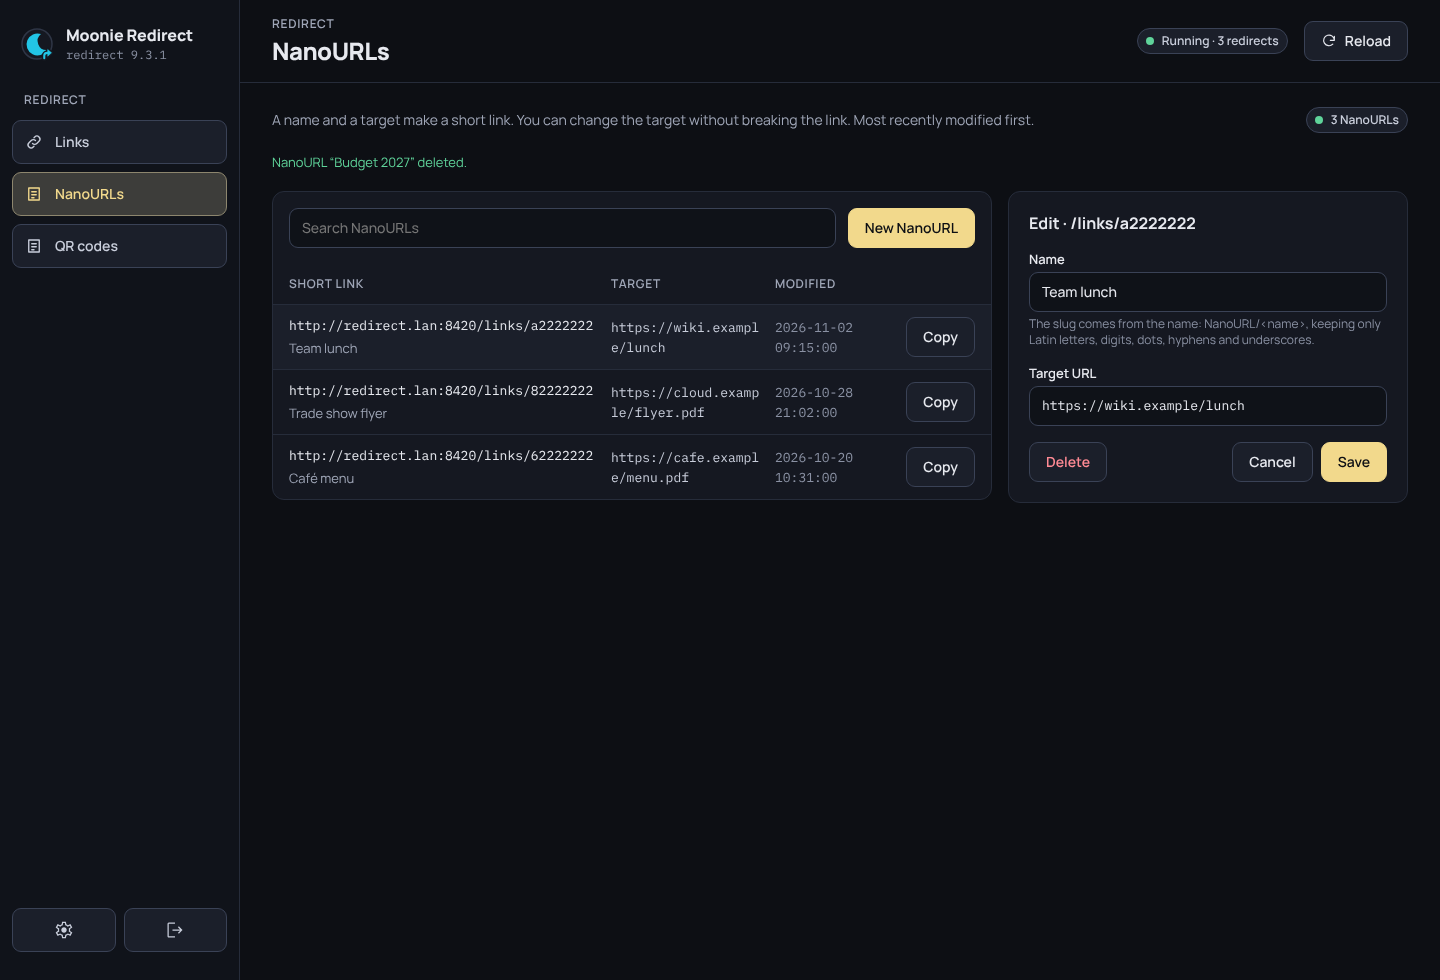 Moonie Redirect
redirect 9.3.1
REDIRECT
Links
NanoURLs
QR codes
REDIRECT
NanoURLs
Running · 3 redirects
Reload
A name and a target make a short link. You can change the target without breaking the link. Most recently modified first.
3 NanoURLs
NanoURL “Budget 2027” deleted.
Search NanoURLs
New NanoURL
SHORT LINK
TARGET
MODIFIED
http://redirect.lan:8420/links/a2222222
Team lunch
https://wiki.exampl
e/lunch
2026-11-02
09:15:00
Copy
http://redirect.lan:8420/links/82222222
Trade show flyer
https://cloud.examp
le/flyer.pdf
2026-10-28
21:02:00
Copy
http://redirect.lan:8420/links/62222222
Café menu
https://cafe.exampl
e/menu.pdf
2026-10-20
10:31:00
Copy
Edit · /links/a2222222
Name
Team lunch
The slug comes from the name: NanoURL/<name>, keeping only
Latin letters, digits, dots, hyphens and underscores.
Target URL
https://wiki.example/lunch
Delete
Cancel
Save